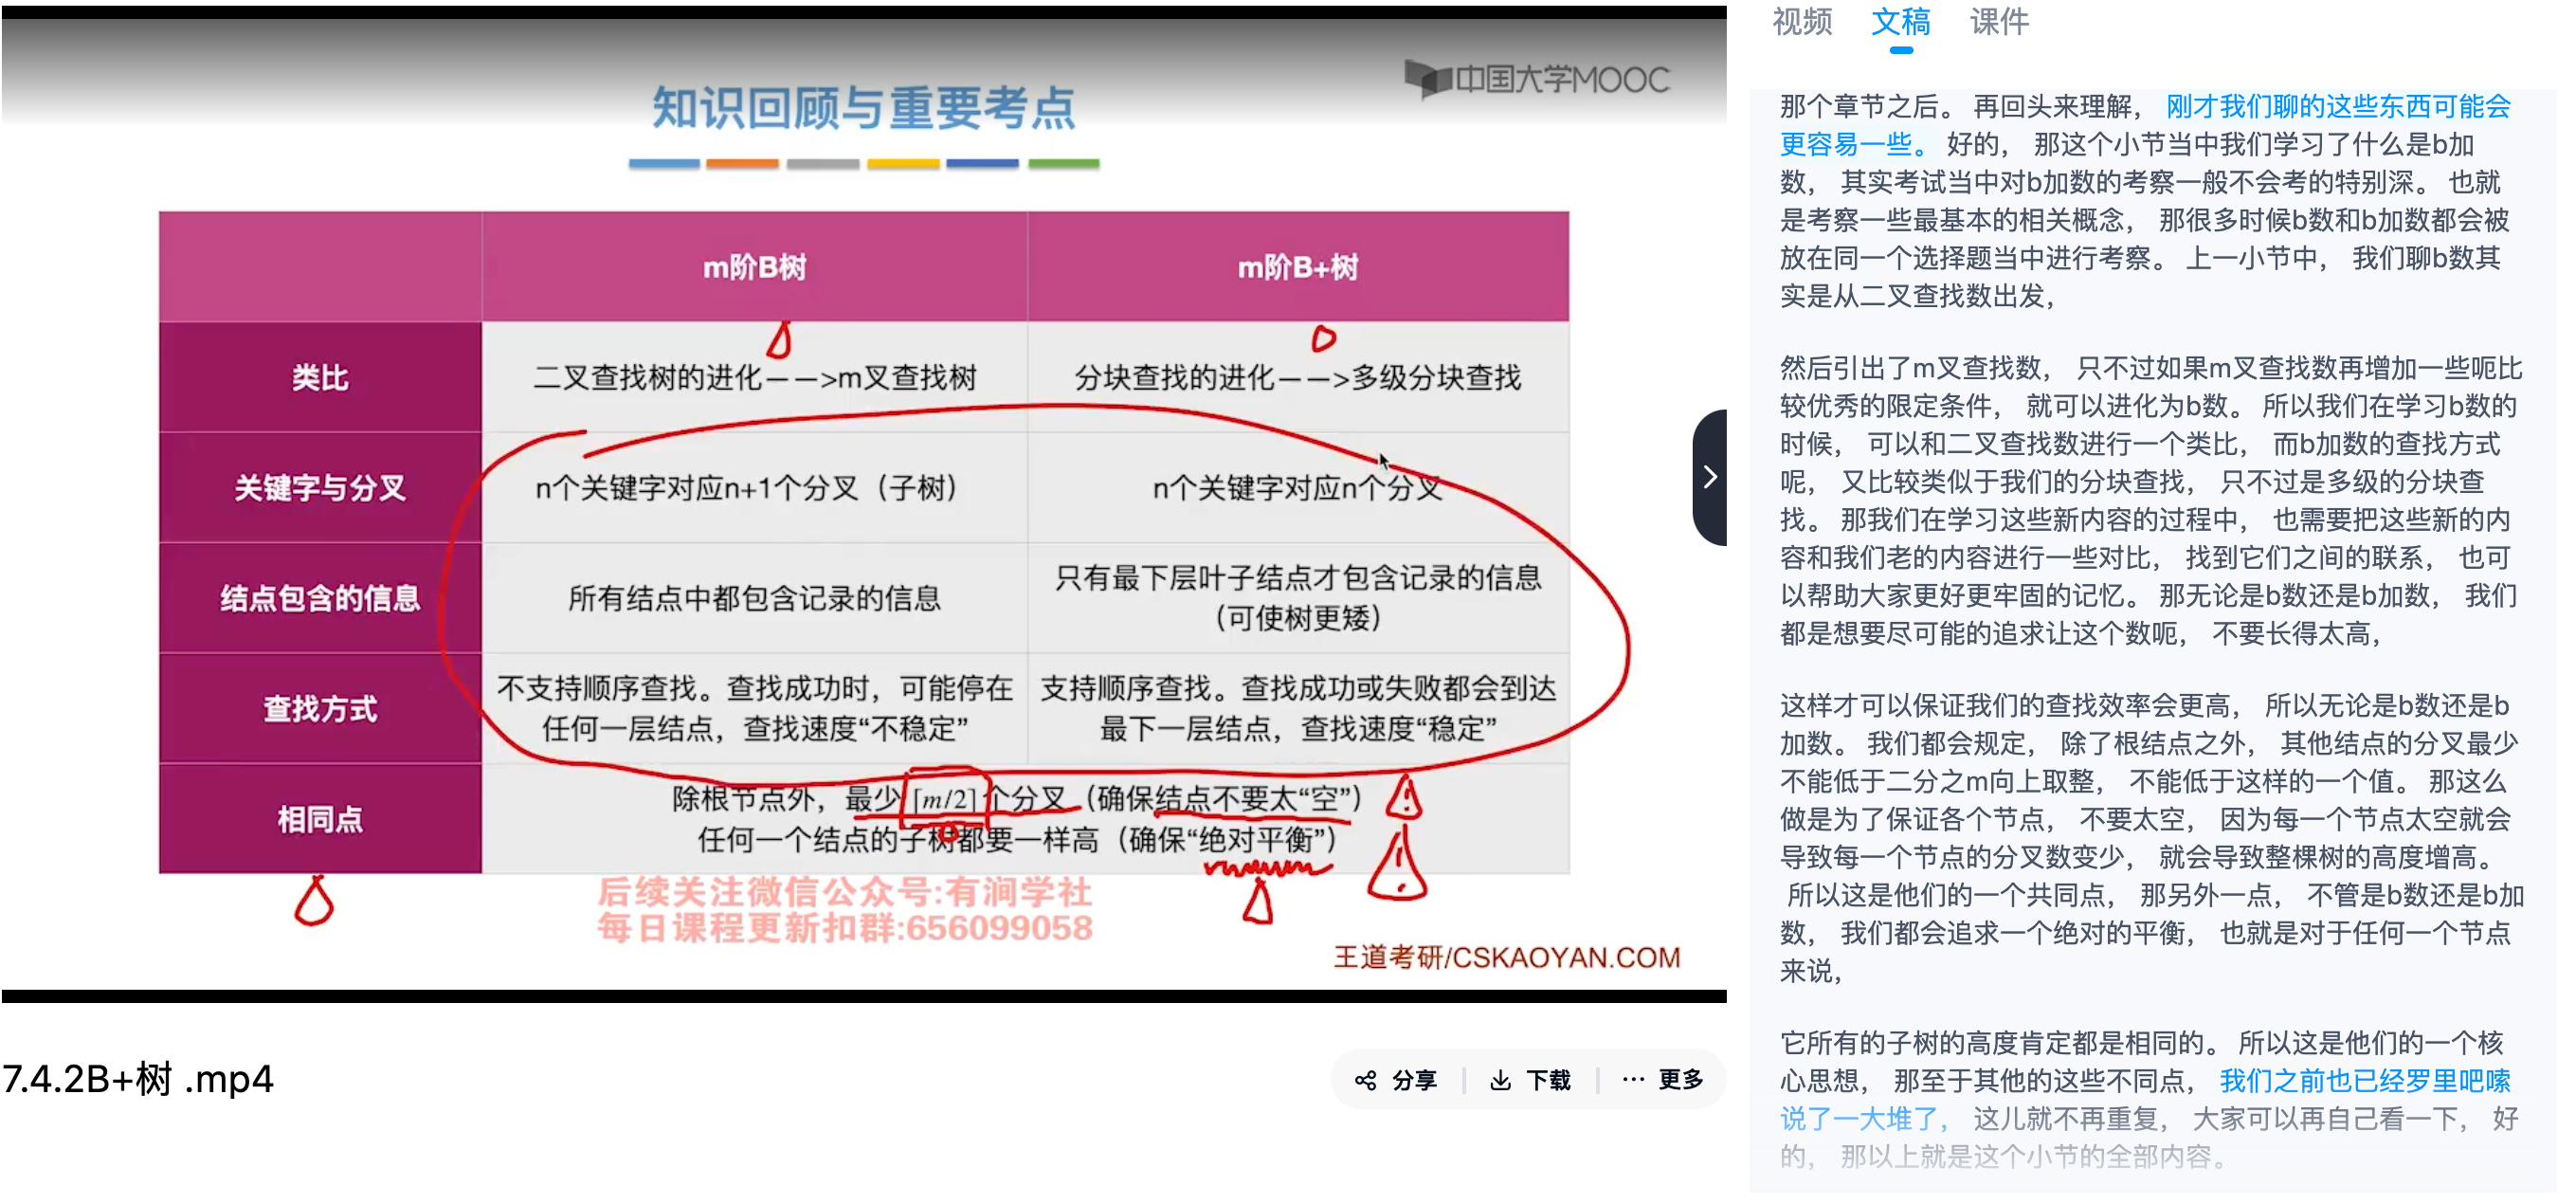 中国大学MOOC
知识回顾与重要考点
m阶B树
m阶B+树
类比
二叉查找树的进化——>m叉查找树
分块查找的进化——>多级分块查找
关键字与分叉
n个关键字对应n+1个分叉（子树）
n个关键字对应n个分叉
结点包含的信息
所有结点中都包含记录的信息
只有最下层叶子结点才包含记录的信息
（可使树更矮）
查找方式
不支持顺序查找。查找成功时，可能停在
任何一层结点，查找速度“不稳定”
支持顺序查找。查找成功或失败都会到达
最下一层结点，查找速度“稳定”
相同点
除根节点外，最少⌈m/2⌉个分叉（确保结点不要太“空”）
任何一个结点的子树都要一样高（确保“绝对平衡”）
后续关注微信公众号:有涧学社
每日课程更新扣群:656099058
王道考研/CSKAOYAN.COM
7.4.2B+树 .mp4
分享
下载
更多
视频 文稿 课件
那个章节之后。 再回头来理解， 刚才我们聊的这些东西可能会
更容易一些。 好的， 那这个小节当中我们学习了什么是b加
数， 其实考试当中对b加数的考察一般不会考的特别深。 也就
是考察一些最基本的相关概念， 那很多时候b数和b加数都会被
放在同一个选择题当中进行考察。 上一小节中， 我们聊b数其
实是从二叉查找数出发，
然后引出了m叉查找数， 只不过如果m叉查找数再增加一些呃比
较优秀的限定条件， 就可以进化为b数。 所以我们在学习b数的
时候， 可以和二叉查找数进行一个类比， 而b加数的查找方式
呢， 又比较类似于我们的分块查找， 只不过是多级的分块查
找。 那我们在学习这些新内容的过程中， 也需要把这些新的内
容和我们老的内容进行一些对比， 找到它们之间的联系， 也可
以帮助大家更好更牢固的记忆。 那无论是b数还是b加数， 我们
都是想要尽可能的追求让这个数呃， 不要长得太高，
这样才可以保证我们的查找效率会更高， 所以无论是b数还是b
加数。 我们都会规定， 除了根结点之外， 其他结点的分叉最少
不能低于二分之m向上取整， 不能低于这样的一个值。 那这么
做是为了保证各个节点， 不要太空， 因为每一个节点太空就会
导致每一个节点的分叉数变少， 就会导致整棵树的高度增高。
所以这是他们的一个共同点， 那另外一点， 不管是b数还是b加
数， 我们都会追求一个绝对的平衡， 也就是对于任何一个节点
来说，
它所有的子树的高度肯定都是相同的。 所以这是他们的一个核
心思想， 那至于其他的这些不同点， 我们之前也已经罗里吧嗦
说了一大堆了， 这儿就不再重复， 大家可以再自己看一下， 好
的， 那以上就是这个小节的全部内容。